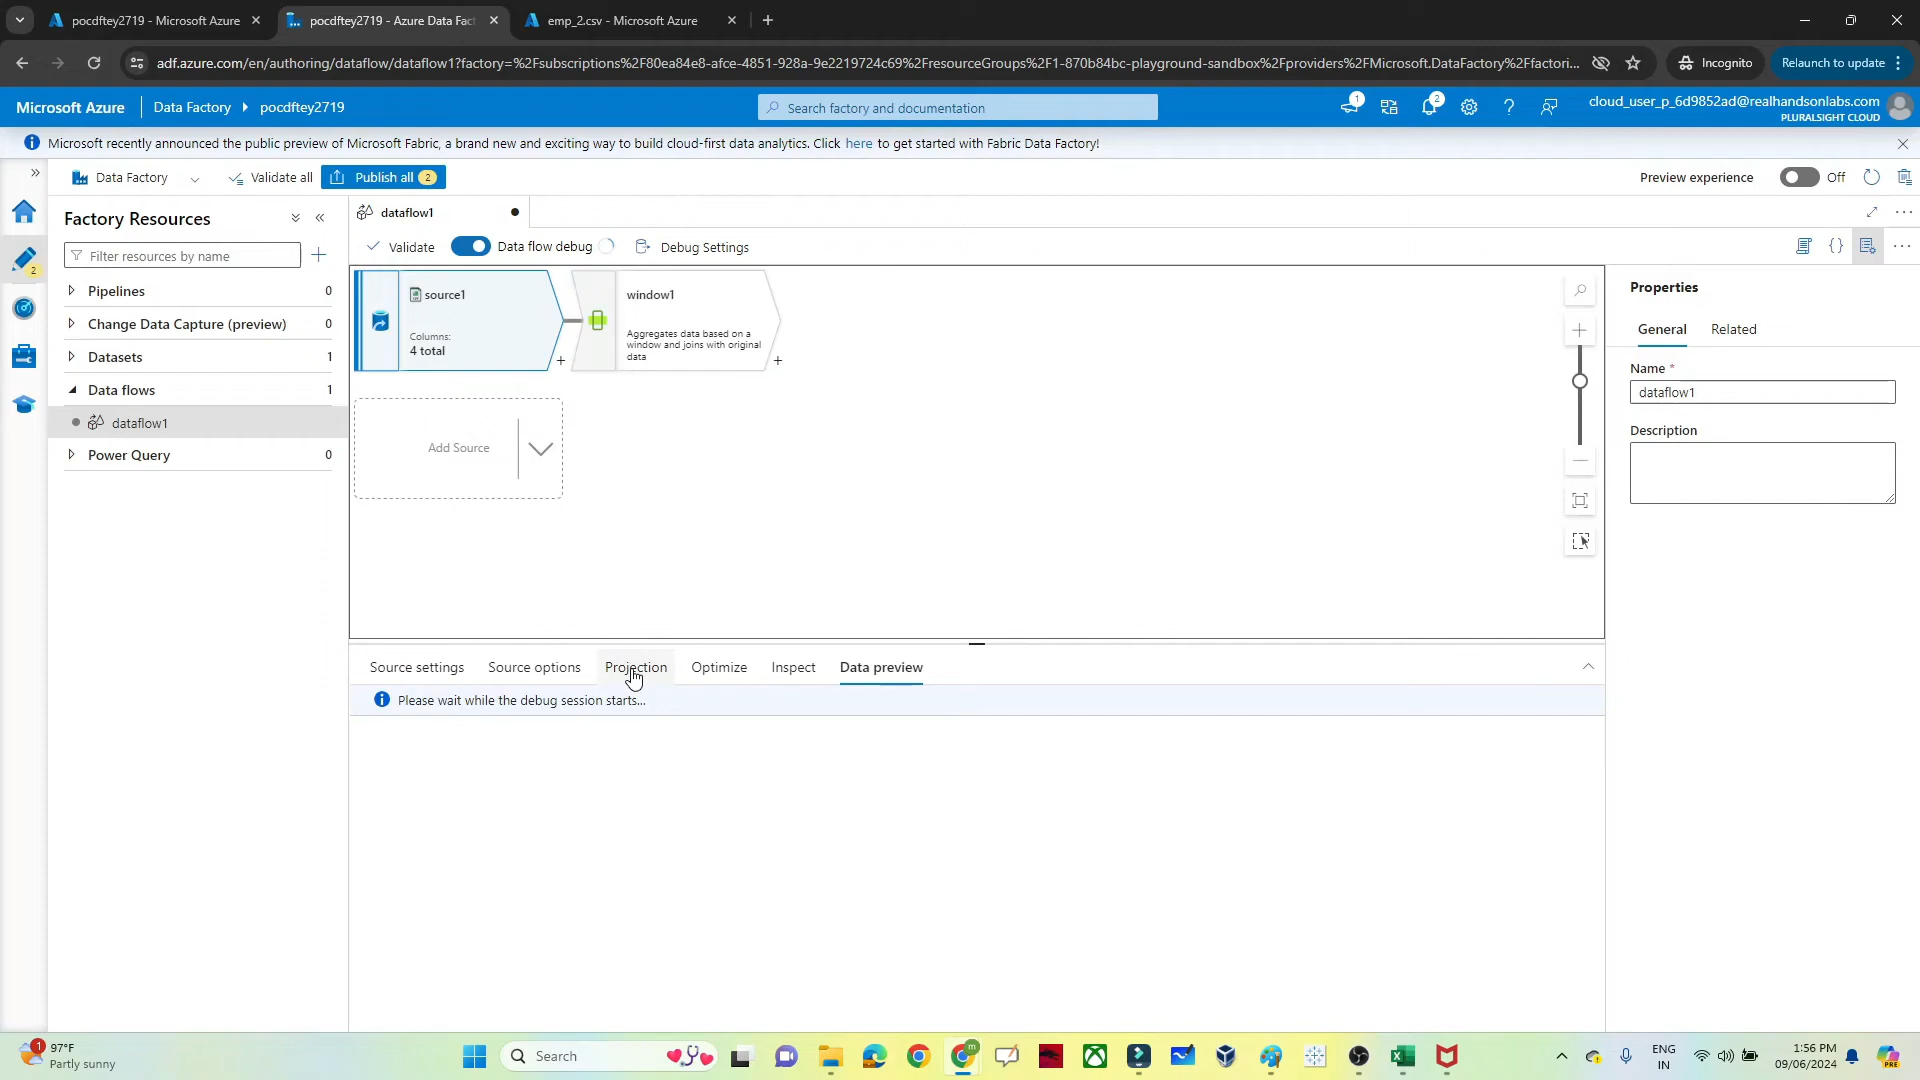 pocdftey2719 - Microsoft Azure
pocdftey2719 - Azure Data Fact
emp_2.csv - Microsoft Azure
adf.azure.com/en/authoring/dataflow/dataflow1?factory=%2Fsubscriptions%2F80ea84e8-afce-4851-928a-9e2219724c69%2FresourceGroups%2F1-870b84bc-playground-sandbox%2Fproviders%2FMicrosoft.DataFactory%2Ffactori...
Incognito
Relaunch to update
Microsoft Azure
Data Factory
pocdftey2719
Search factory and documentation
1
2
cloud_user_p_6d9852ad@realhandsonlabs.com
PLURALSIGHT CLOUD
Microsoft recently announced the public preview of Microsoft Fabric, a brand new and exciting way to build cloud-first data analytics. Click here to get started with Fabric Data Factory!
Data Factory
Validate all
Publish all 2
Preview experience
Off
2
Factory Resources
Filter resources by name
Pipelines 0
Change Data Capture (preview) 0
Datasets 1
Data flows 1
dataflow1
Power Query 0
dataflow1
Validate
Data flow debug
Debug Settings
source1
Columns:
4 total
window1
Aggregates data based on a
window and joins with original
data
Add Source
Source settings
Source options
Projection
Optimize
Inspect
Data preview
Please wait while the debug session starts...
Properties
General
Related
Name *
dataflow1
Description
1
97°F
Partly sunny
Search
m
ENG
IN
1:56 PM
09/06/2024
PRE